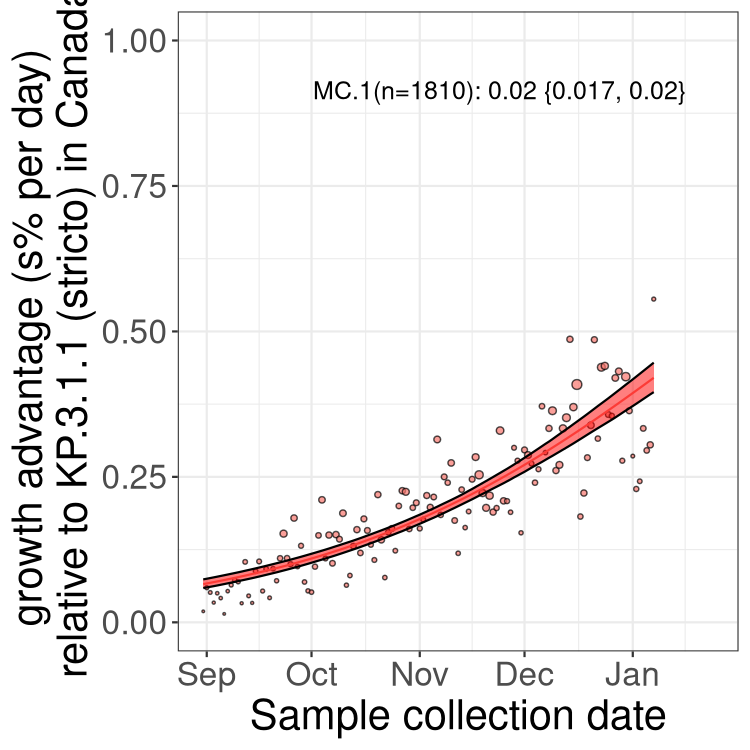 growth advantage (s% per day)
relative to KP.3.1.1 (stricto) in Canada
1.00
0.75
0.50
0.25
0.00
MC.1(n=1810): 0.02 {0.017, 0.02}
Sep Oct Nov Dec Jan
Sample collection date